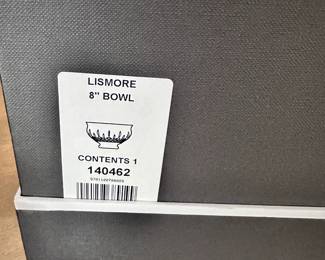 LISMORE
8" BOWL
CONTENTS 1
140462